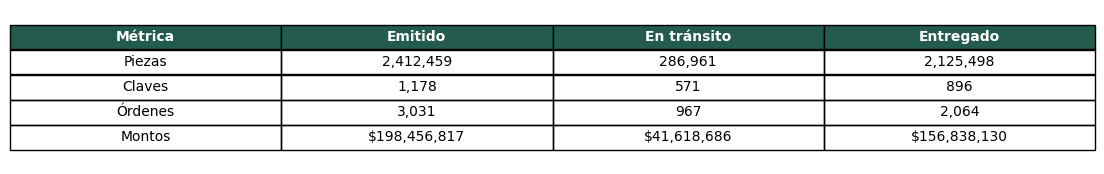 Métrica Emitido En tránsito Entregado
Piezas 2,412,459 286,961 2,125,498
Claves 1,178 571 896
Órdenes 3,031 967 2,064
Montos $198,456,817 $41,618,686 $156,838,130